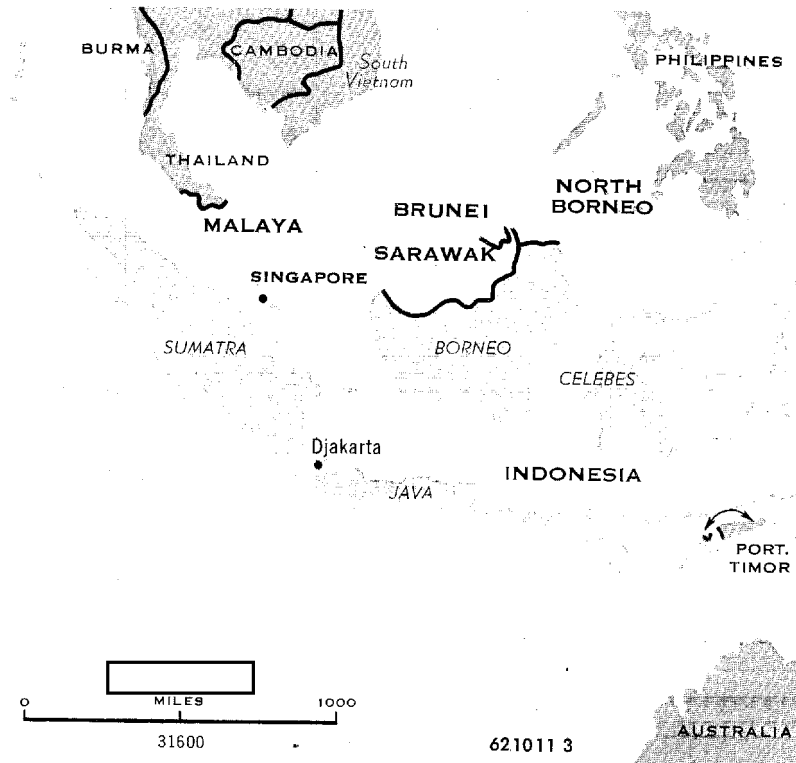 BURMA
CAMBODIA
South
Vietnam
PHILIPPINES
THAILAND
NORTH
BORNEO
BRUNEI
MALAYA
SARAWAK
SINGAPORE
SUMATRA
BORNEO
CELEBES
Djakarta
INDONESIA
JAVA
PORT.
TIMOR
MILES
0 1000
31600
621011 3
AUSTRALIA